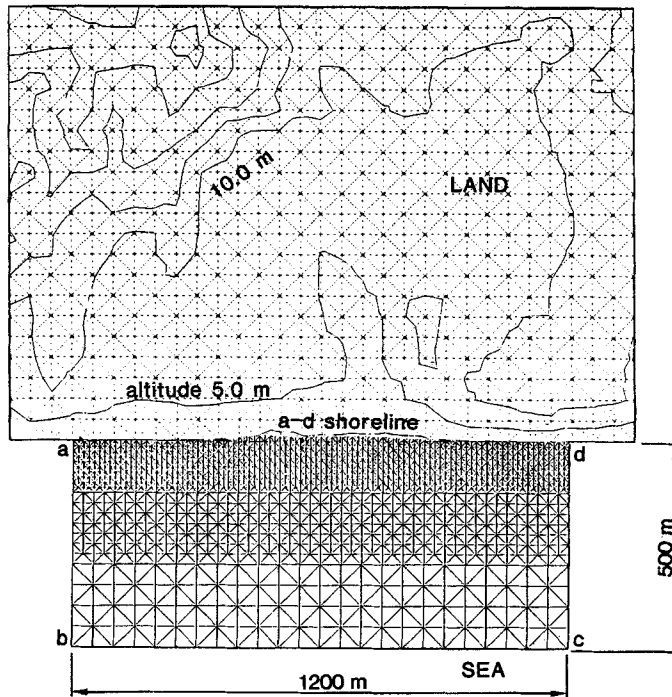 10.0 m
LAND
altitude 5.0 m
a-d shoreline
a
d
500 m
b
c
SEA
1200 m